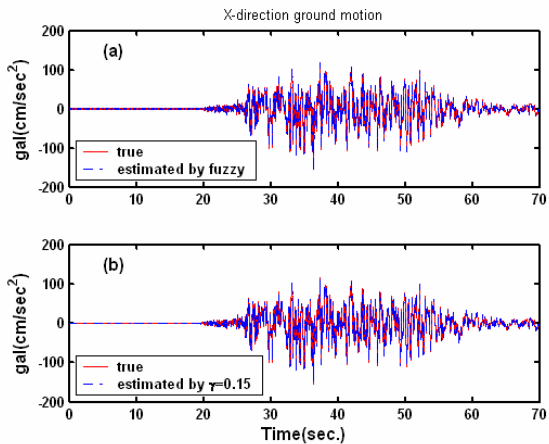 X-direction ground motion
200
(a)
100
0
-100
-200
gal(cm/sec²)
true
estimated by fuzzy
0 10 20 30 40 50 60 70
200
(b)
100
0
-100
-200
gal(cm/sec²)
true
estimated by γ=0.15
0 10 20 30 40 50 60 70
Time(sec.)